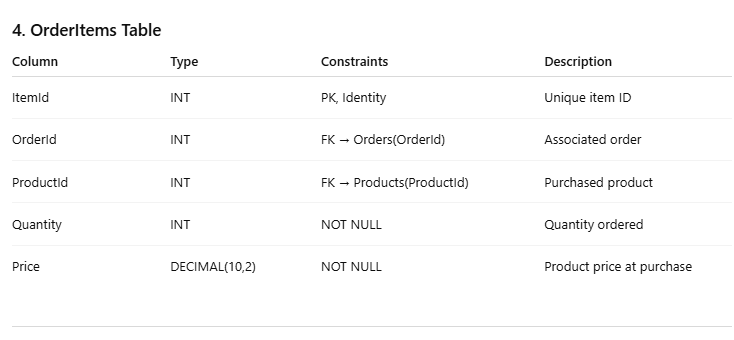 4. OrderItems Table
Column Type Constraints Description
ItemId INT PK, Identity Unique item ID
OrderId INT FK → Orders(OrderId) Associated order
ProductId INT FK → Products(ProductId) Purchased product
Quantity INT NOT NULL Quantity ordered
Price DECIMAL(10,2) NOT NULL Product price at purchase